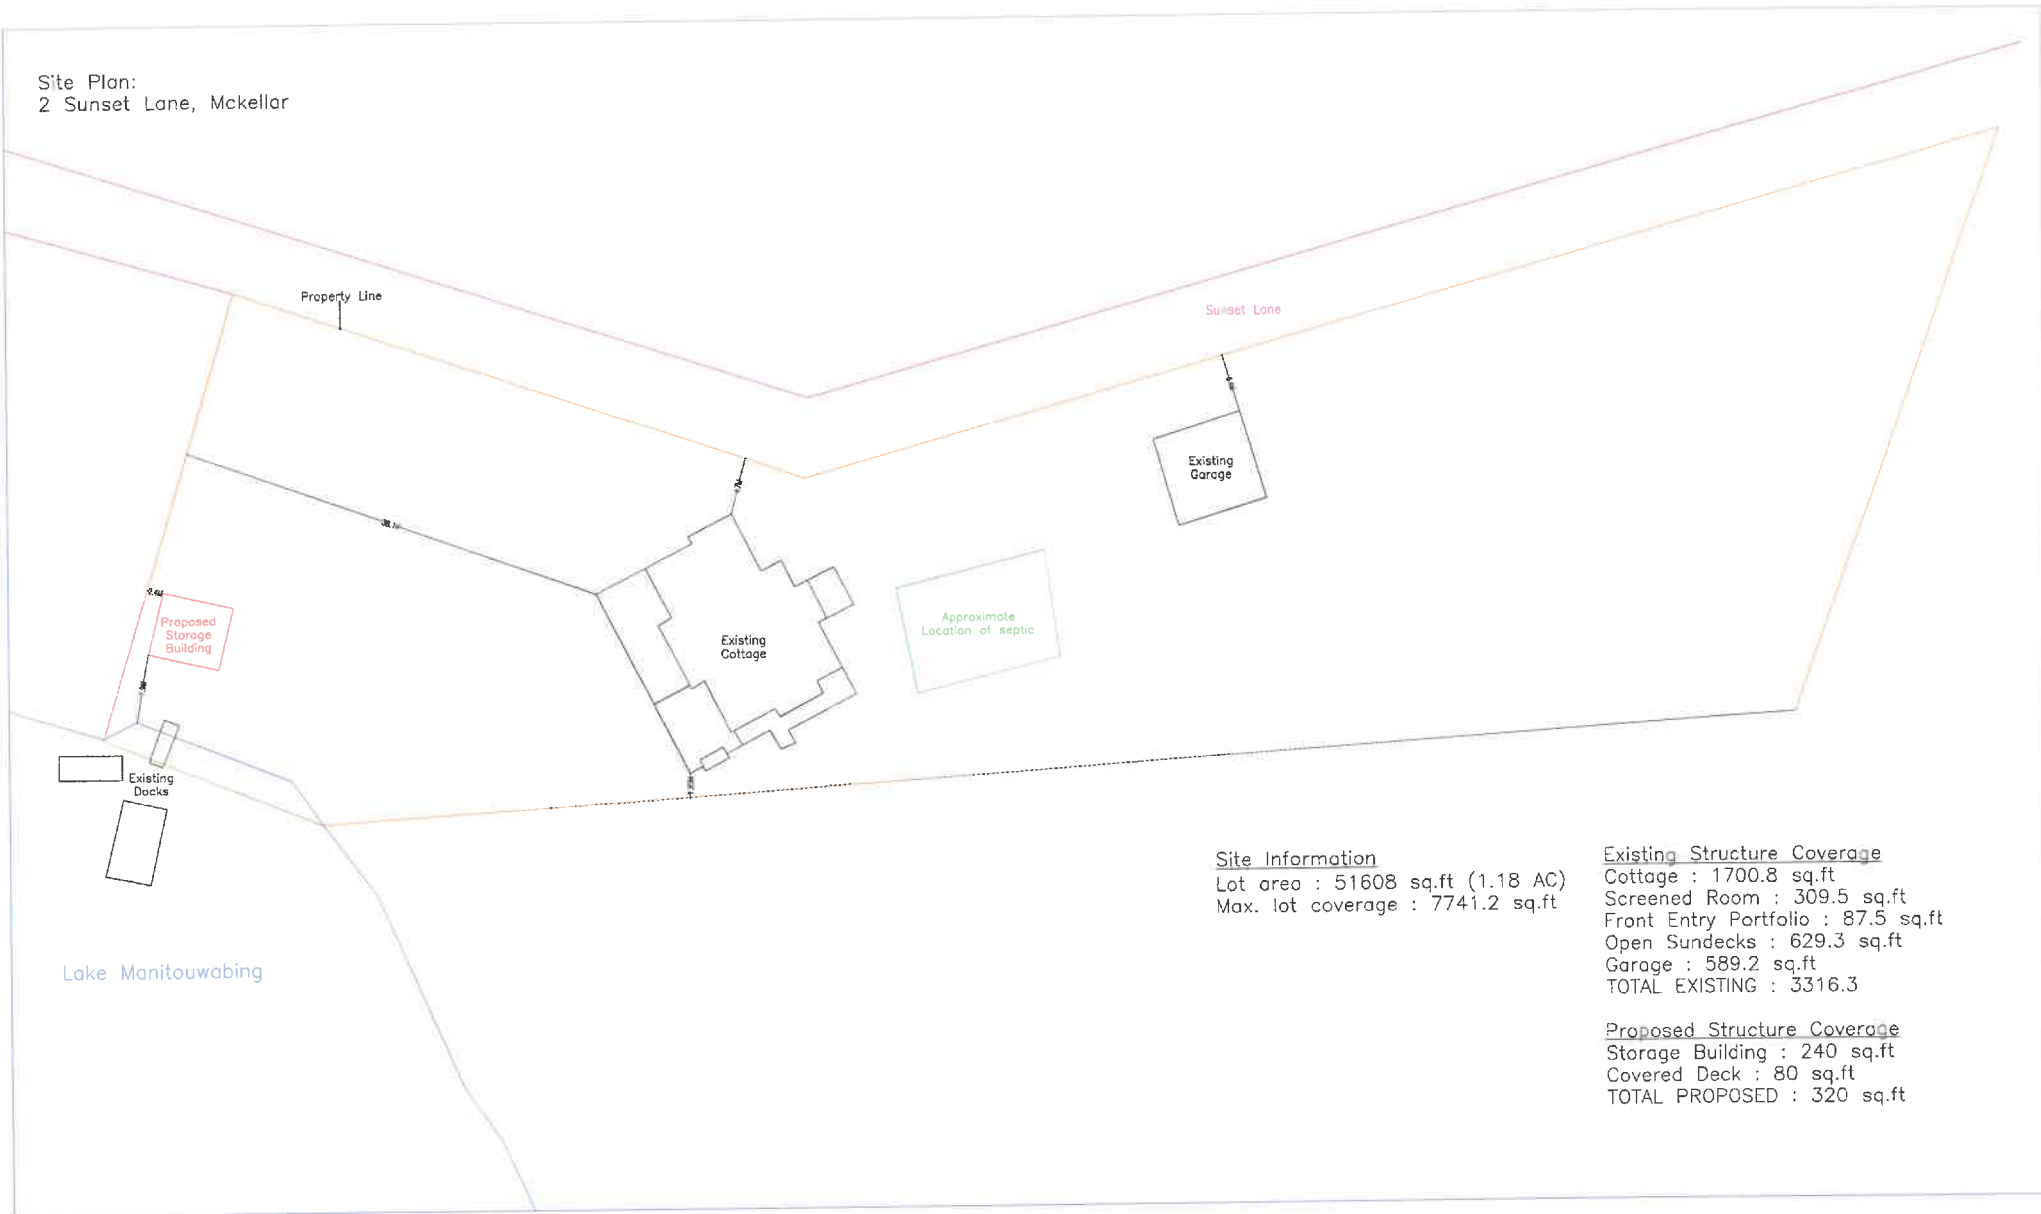 Site Plan:
2 Sunset Lane, Mckellar
Property Line
Sunset Lane
Existing
Garage
2.4M
Proposed
Storage
Building
Existing
Cottage
Approximate
Location of septic
Existing
Docks
Lake Manitouwabing
Site Information
Lot area : 51608 sq.ft (1.18 AC)
Max. lot coverage : 7741.2 sq.ft
Existing Structure Coverage
Cottage : 1700.8 sq.ft
Screened Room : 309.5 sq.ft
Front Entry Portfolio : 87.5 sq.ft
Open Sundecks : 629.3 sq.ft
Garage : 589.2 sq.ft
TOTAL EXISTING : 3316.3
Proposed Structure Coverage
Storage Building : 240 sq.ft
Covered Deck : 80 sq.ft
TOTAL PROPOSED : 320 sq.ft